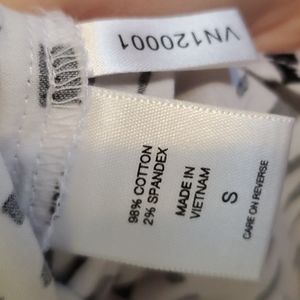 VN120001
98% COTTON
2% SPANDEX
MADE IN
VIETNAM
S
CARE ON REVERSE